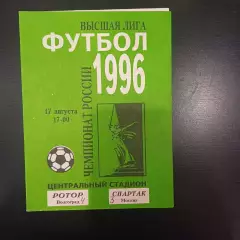 ВЫСШАЯ ЛИГА
ФУТБОЛ
1996
ЧЕМПИОНАТ РОССИИ
17 августа
17-00
ЦЕНТРАЛЬНЫЙ СТАДИОН
РОТОР
Волгоград
СПАРТАК
Москва